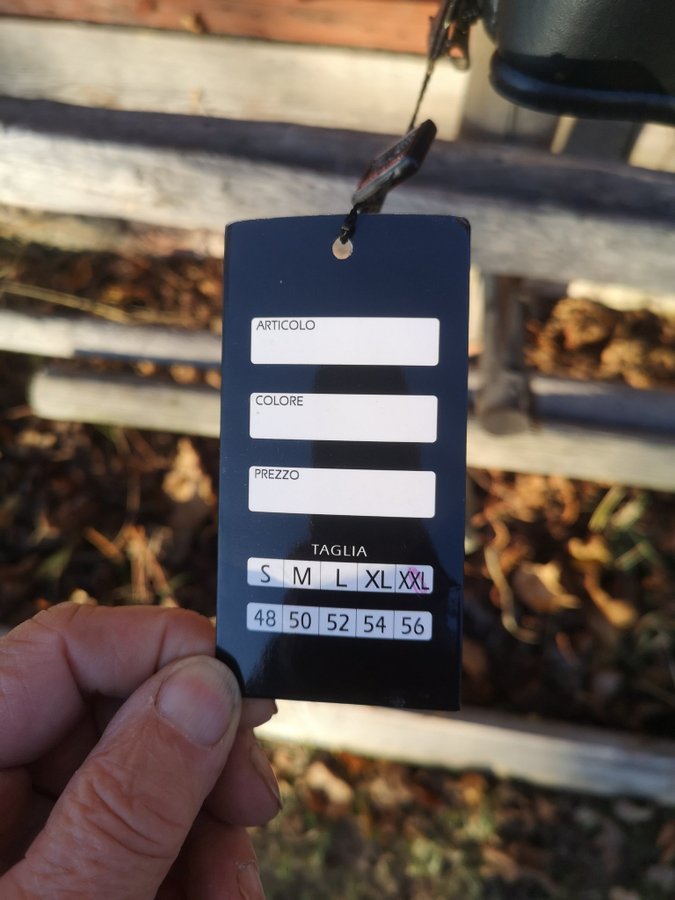 ARTICOLO
COLORE
PREZZO
TAGLIA
S M L XL XXL
48 50 52 54 56